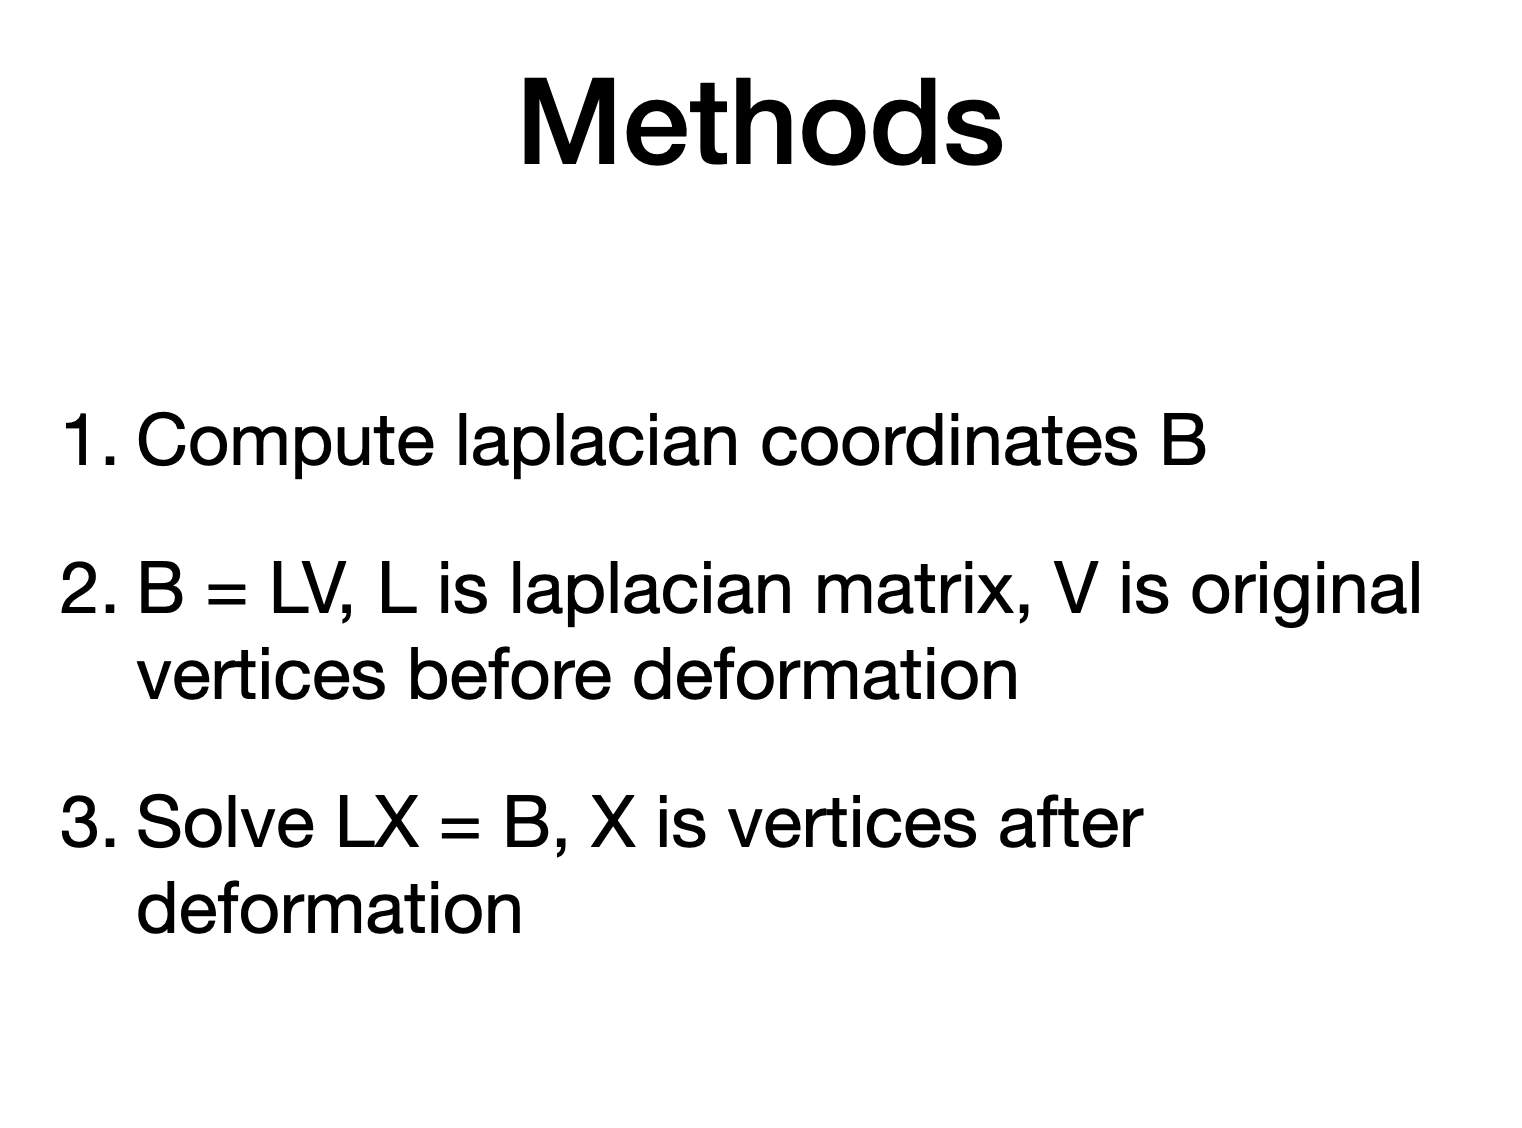 Methods
1. Compute laplacian coordinates B
2. B = LV, L is laplacian matrix, V is original
vertices before deformation
3. Solve LX = B, X is vertices after
deformation